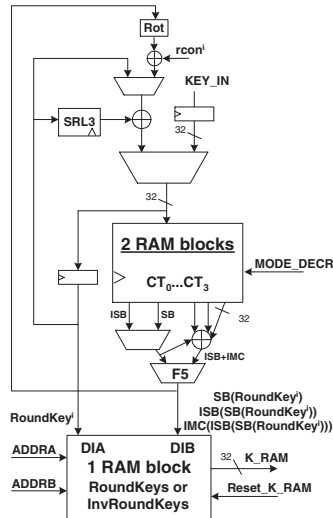 Rot
rconⁱ
KEY_IN
SRL3
32
32
2 RAM blocks
CT₀...CT₃
MODE_DECR
ISB
SB
32
ISB+IMC
F5
SB(RoundKeyⁱ)
ISB(SB(RoundKeyⁱ))
IMC(ISB(SB(RoundKeyⁱ)))
RoundKeyⁱ
ADDRA
DIA
DIB
32
K_RAM
1 RAM block
ADDRB
RoundKeys or
InvRoundKeys
Reset_K_RAM